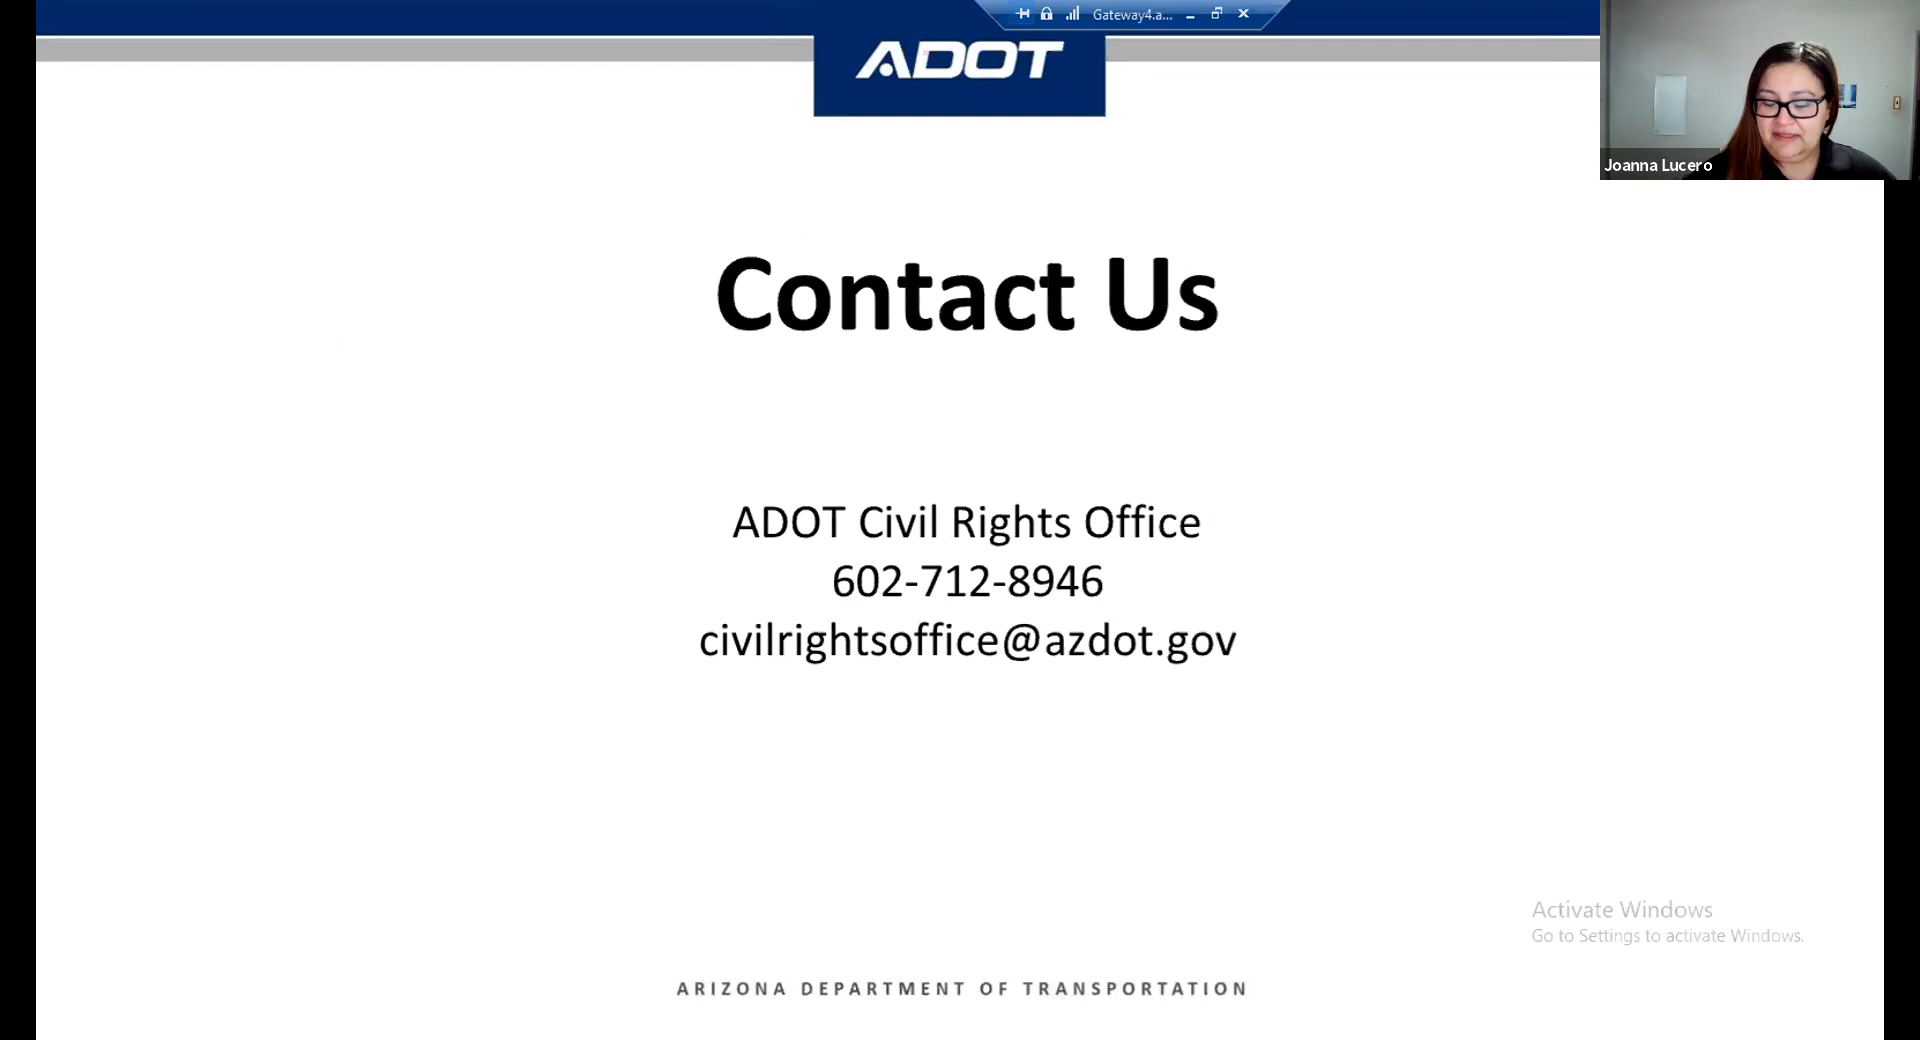 Gateway4.a...
ADOT
Joanna Lucero
Contact Us
ADOT Civil Rights Office
602-712-8946
civilrightsoffice@azdot.gov
Activate Windows
Go to Settings to activate Windows.
ARIZONA DEPARTMENT OF TRANSPORTATION